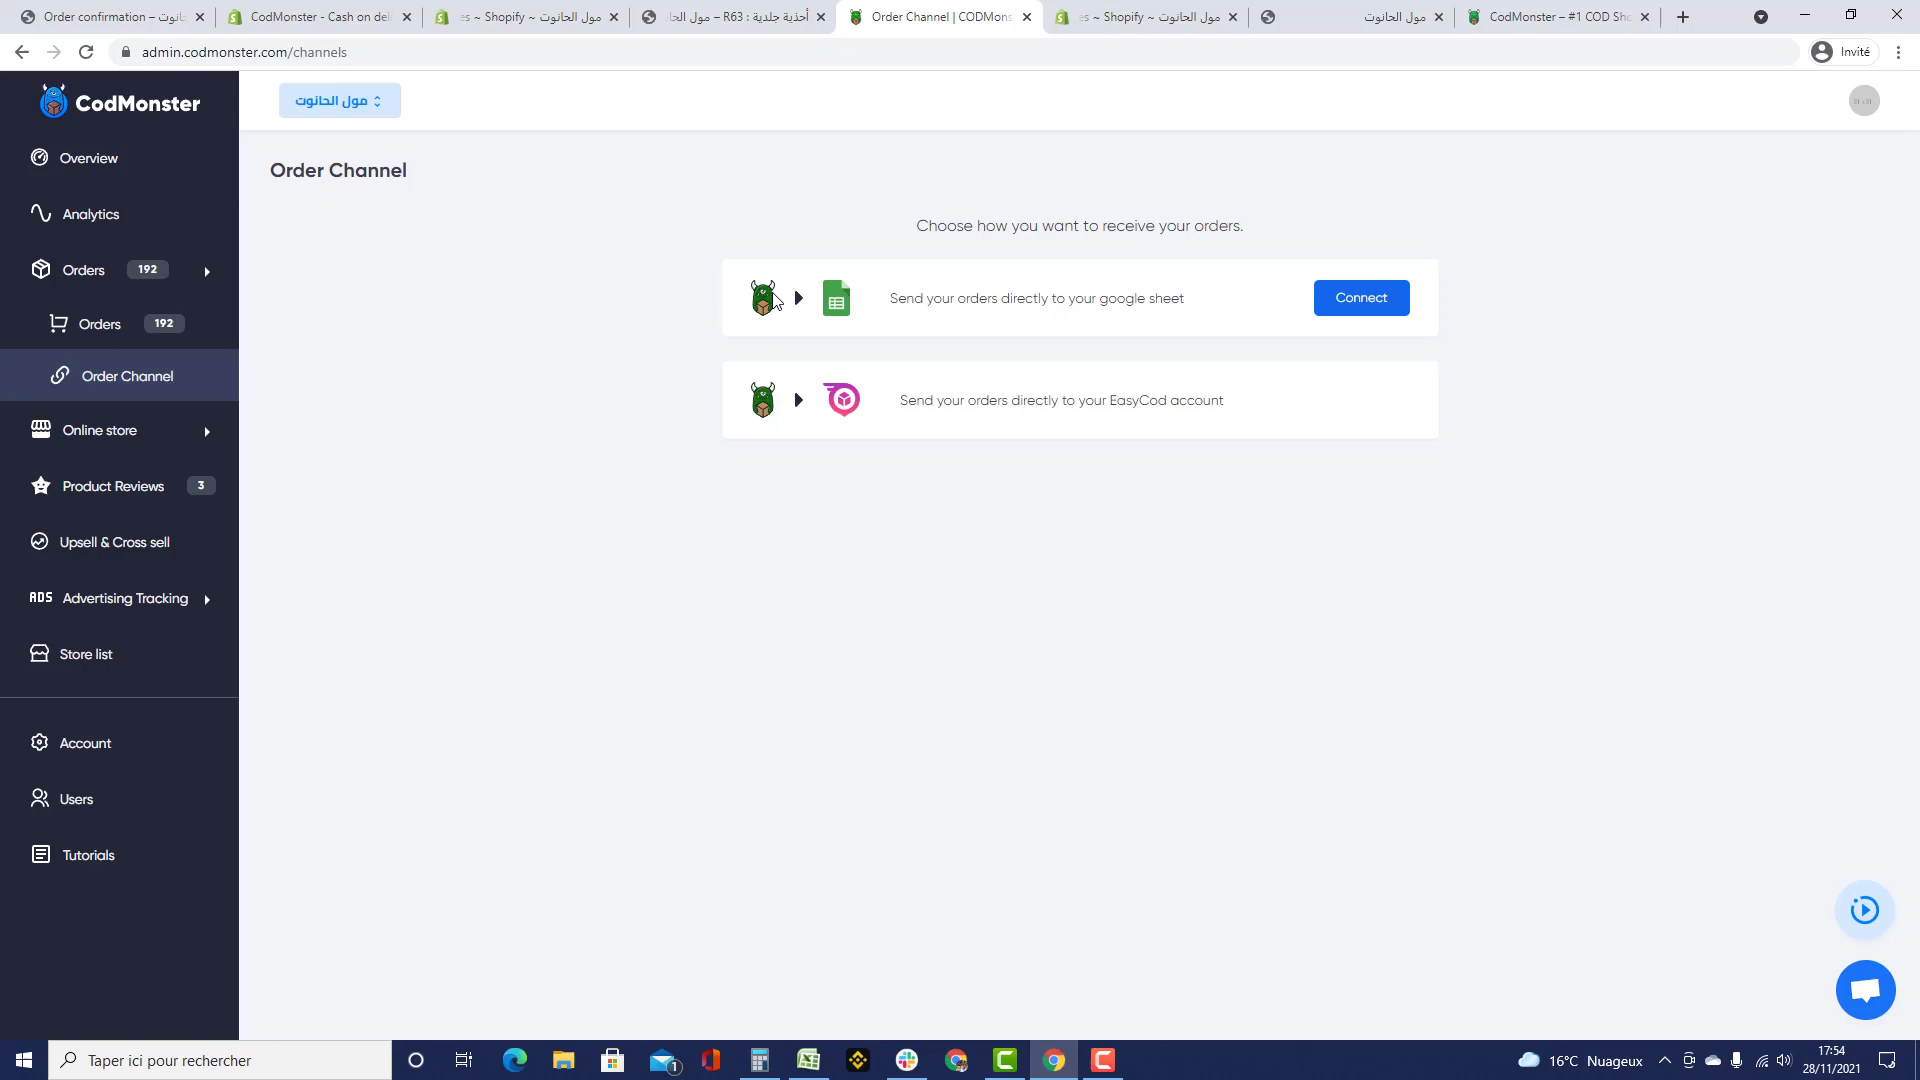 Order confirmation – مول الحانوت
CodMonster - Cash on del
es ~ Shopify ~ مول الحانوت
أحذية جلدية : R63 – مول الحا
Order Channel | CODMons
es ~ Shopify ~ مول الحانوت
مول الحانوت
CodMonster – #1 COD Sho
admin.codmonster.com/channels
Invité
CodMonster
مول الحانوت
Overview
Order Channel
Analytics
Choose how you want to receive your orders.
Orders 192
Send your orders directly to your google sheet
Connect
Orders 192
Order Channel
Send your orders directly to your EasyCod account
Online store
Product Reviews 3
Upsell & Cross sell
ADS Advertising Tracking
Store list
Account
Users
Tutorials
Taper ici pour rechercher
1
16°C Nuageux
17:54
28/11/2021